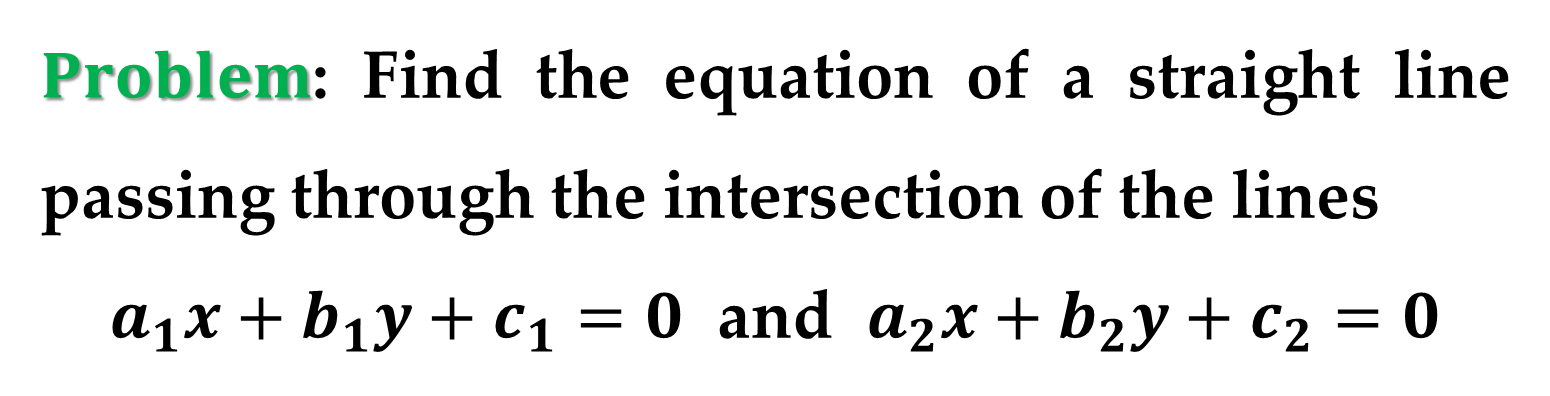 Problem: Find the equation of a straight line
passing through the intersection of the lines
a₁x + b₁y + c₁ = 0 and a₂x + b₂y + c₂ = 0